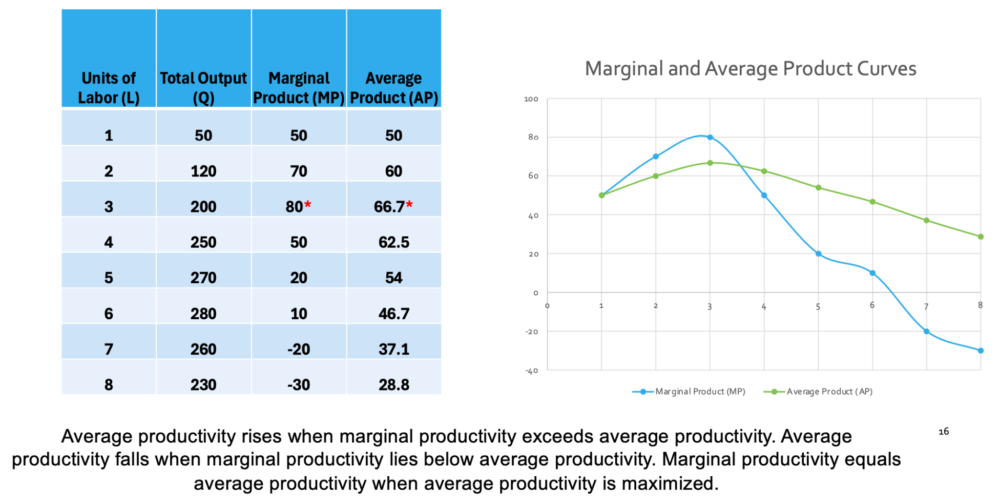 Units of Labor (L) Total Output (Q) Marginal Product (MP) Average Product (AP)
1 50 50 50
2 120 70 60
3 200 80* 66.7*
4 250 50 62.5
5 270 20 54
6 280 10 46.7
7 260 -20 37.1
8 230 -30 28.8
Marginal and Average Product Curves
100
80
60
40
20
0
-20
-40
0 1 2 3 4 5 6 7 8
Marginal Product (MP) Average Product (AP)
Average productivity rises when marginal productivity exceeds average productivity. Average
productivity falls when marginal productivity lies below average productivity. Marginal productivity equals
average productivity when average productivity is maximized.
16